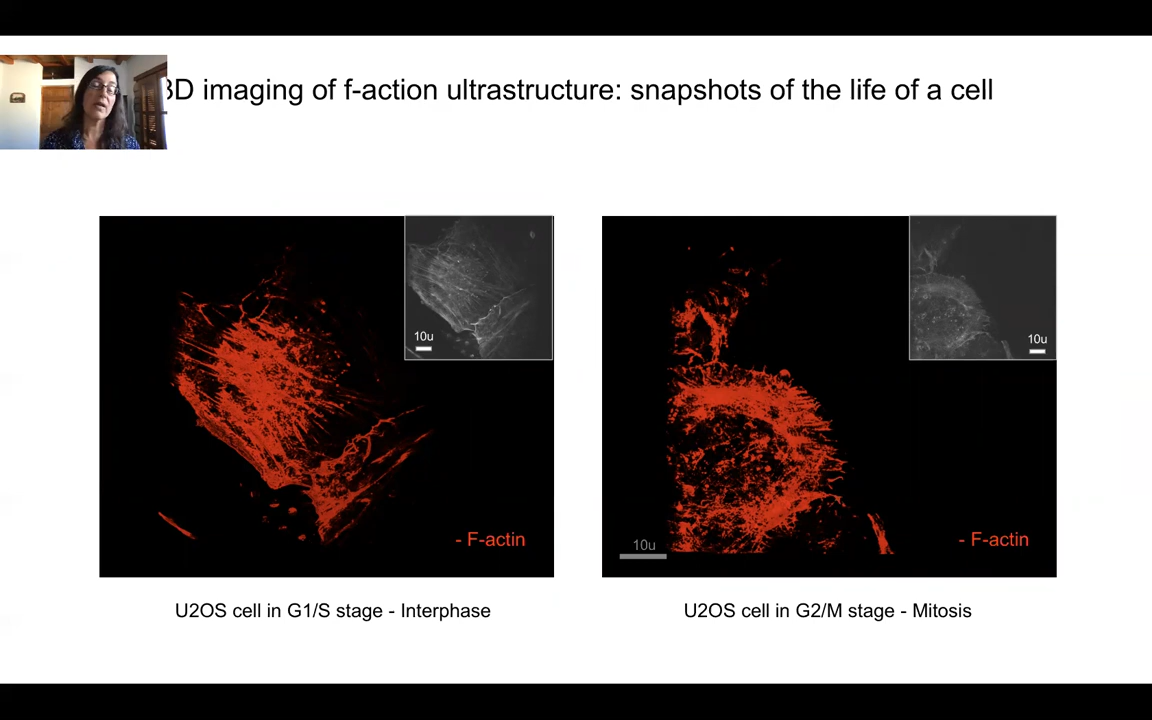 3D imaging of f-action ultrastructure: snapshots of the life of a cell
10u
10u
- F-actin
10u
- F-actin
U2OS cell in G1/S stage - Interphase
U2OS cell in G2/M stage - Mitosis